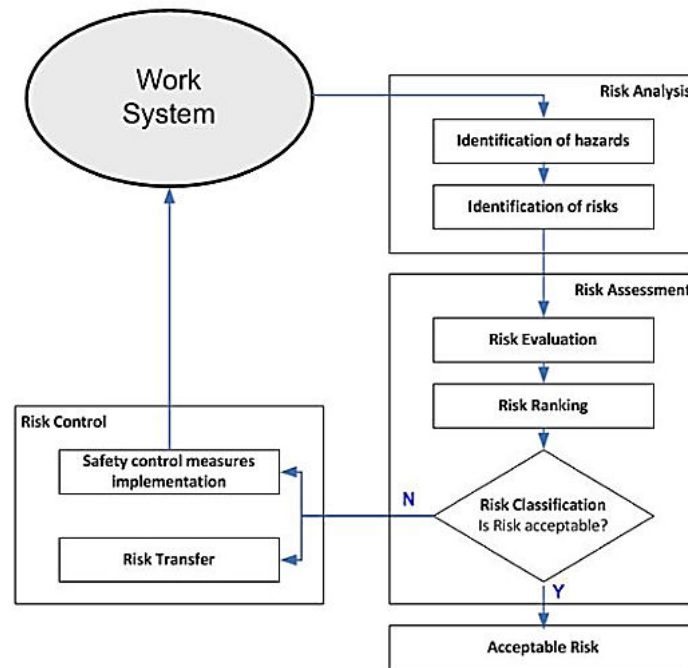 Work
System
Risk Analysis
Identification of hazards
Identification of risks
Risk Assessment
Risk Evaluation
Risk Ranking
Risk Classification
Is Risk acceptable?
N
Y
Risk Control
Safety control measures
implementation
Risk Transfer
Acceptable Risk